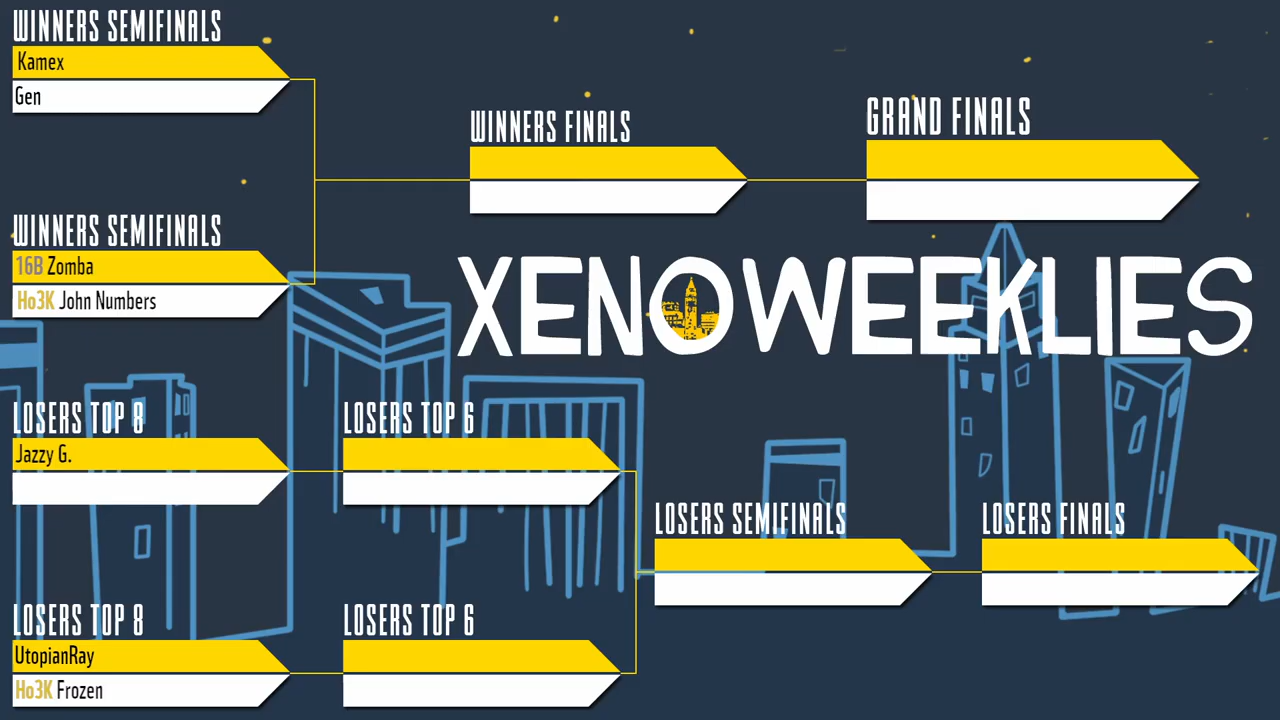 WINNERS SEMIFINALS
Kamex
Gen
WINNERS FINALS
GRAND FINALS
WINNERS SEMIFINALS
16B Zomba
Ho3K John Numbers
XENOWEEKLIES
LOSERS TOP 8
Jazzy G.
LOSERS TOP 6
LOSERS SEMIFINALS
LOSERS FINALS
LOSERS TOP 8
UtopianRay
Ho3K Frozen
LOSERS TOP 6